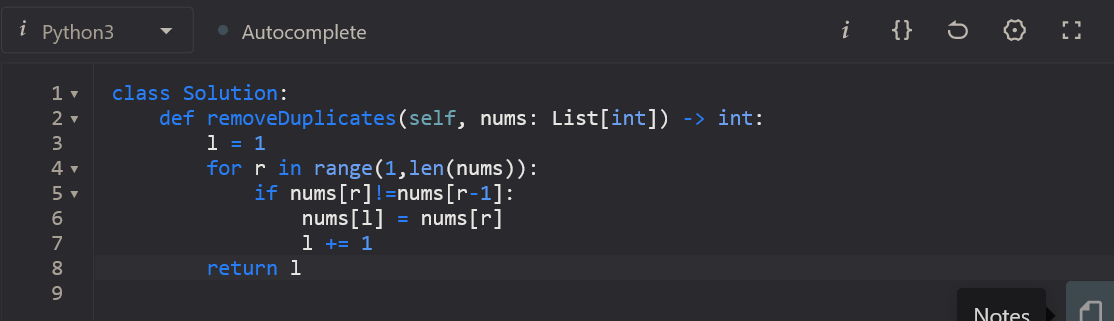 i Python3 Autocomplete i {}
1 class Solution:
2     def removeDuplicates(self, nums: List[int]) -> int:
3         l = 1
4         for r in range(1,len(nums)):
5             if nums[r]!=nums[r-1]:
6                 nums[l] = nums[r]
7                 l += 1
8         return l
9
Notes